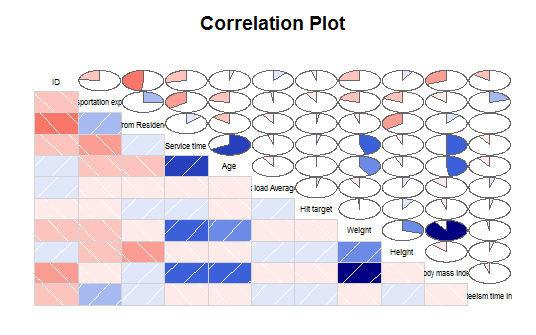 Correlation Plot
ID
sportation exp
from Residenc
Service time
Age
load Average
Hit target
Weight
Height
ody mass inde
teeism time in